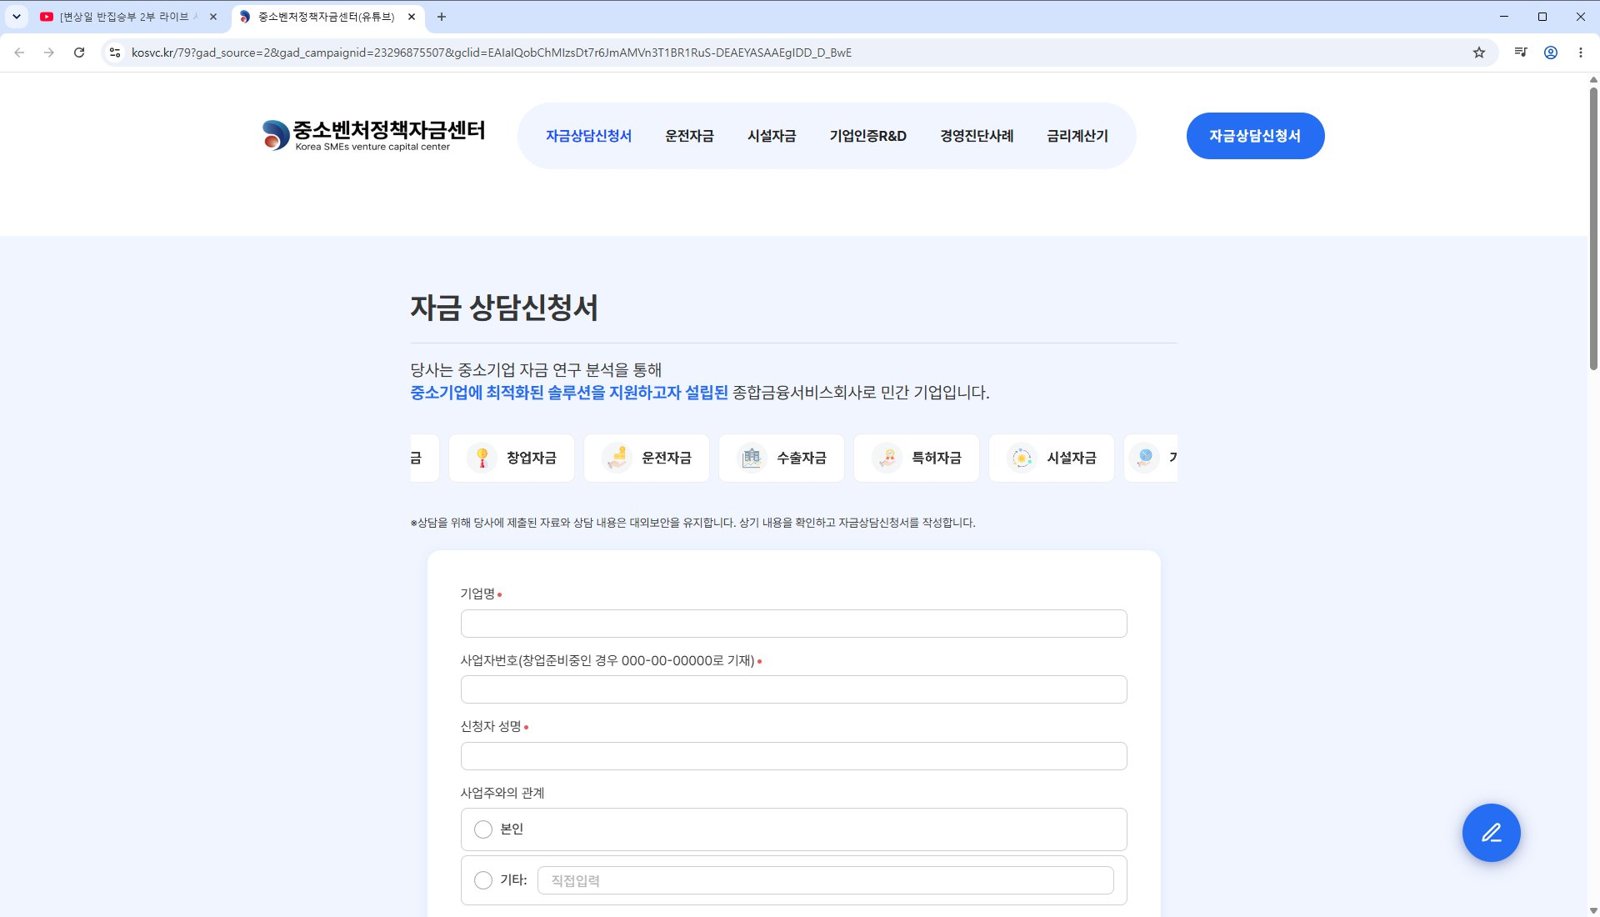 [변상일 반집승부 2부 라이브
중소벤처정책자금센터(유튜브)
kosvc.kr/79?gad_source=2&gad_campaignid=23296875507&gclid=EAIaIQobChMIzsDt7r6JmAMVn3T1BR1RuS-DEAEYASAAEgIDD_D_BwE
중소벤처정책자금센터
Korea SMEs venture capital center
자금상담신청서 운전자금 시설자금 기업인증R&D 경영진단사례 금리계산기
자금상담신청서
자금 상담신청서
당사는 중소기업 자금 연구 분석을 통해
중소기업에 최적화된 솔루션을 지원하고자 설립된 종합금융서비스회사로 민간 기업입니다.
금 창업자금 운전자금 수출자금 특허자금 시설자금
※상담을 위해 당사에 제출된 자료와 상담 내용은 대외보안을 유지합니다. 상기 내용을 확인하고 자금상담신청서를 작성합니다.
기업명
사업자번호(창업준비중인 경우 000-00-00000로 기재)
신청자 성명
사업주와의 관계
본인
기타: 직접입력